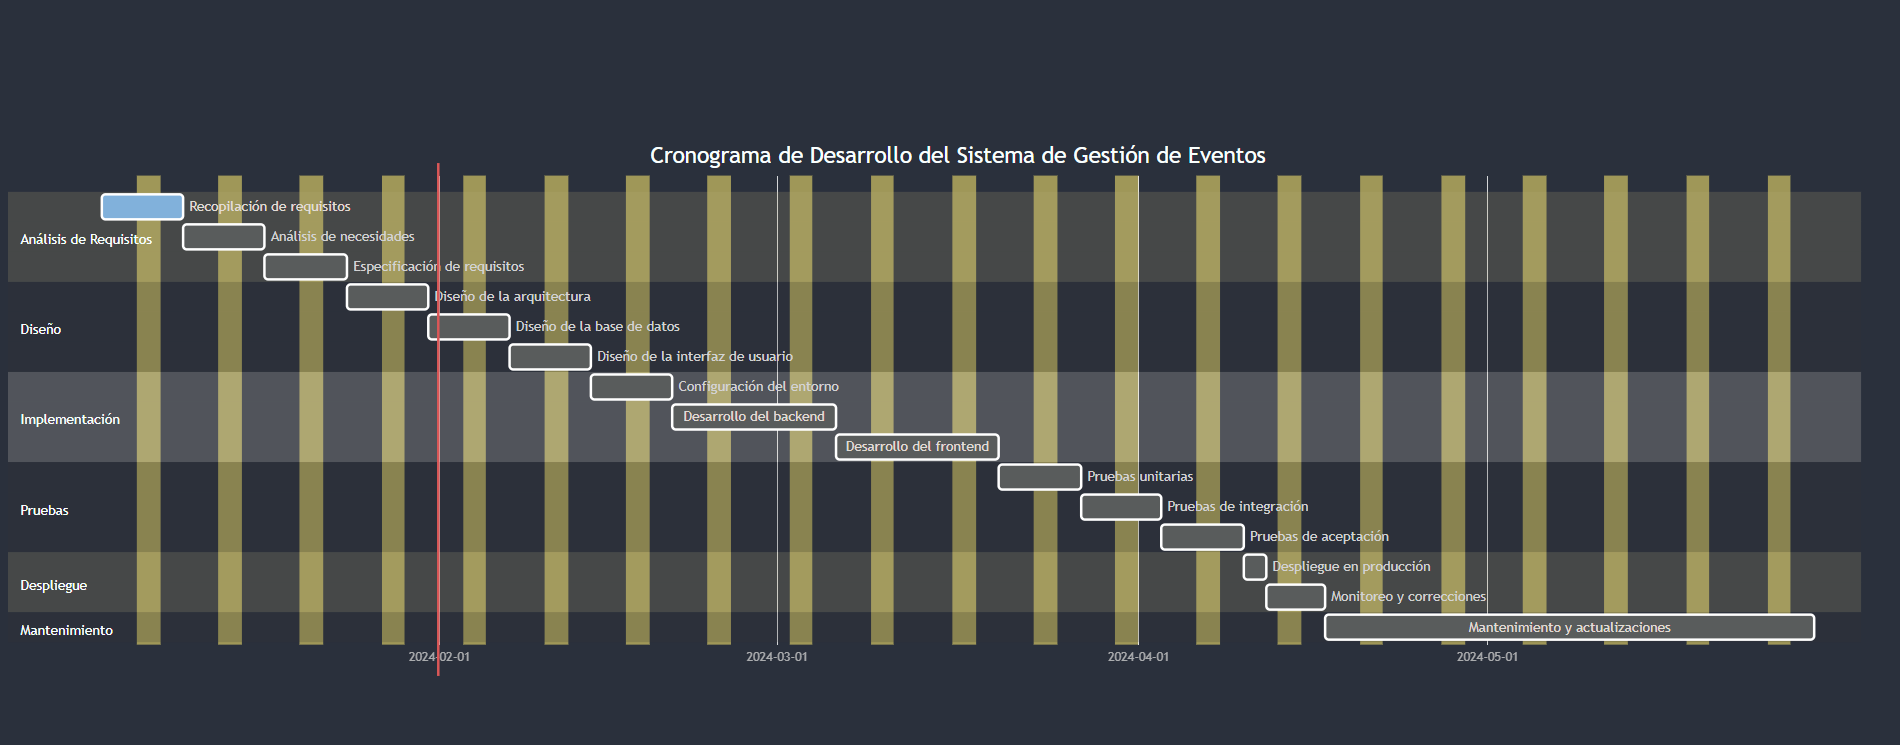 Cronograma de Desarrollo del Sistema de Gestión de Eventos
Recopilación de requisitos
Análisis de necesidades
Análisis de Requisitos
Especificación de requisitos
Diseño de la arquitectura
Diseño de la base de datos
Diseño
Diseño de la interfaz de usuario
Configuración del entorno
Desarrollo del backend
Implementación
Desarrollo del frontend
Pruebas unitarias
Pruebas de integración
Pruebas
Pruebas de aceptación
Despliegue en producción
Despliegue
Monitoreo y correcciones
Mantenimiento
Mantenimiento y actualizaciones
2024-02-01
2024-03-01
2024-04-01
2024-05-01